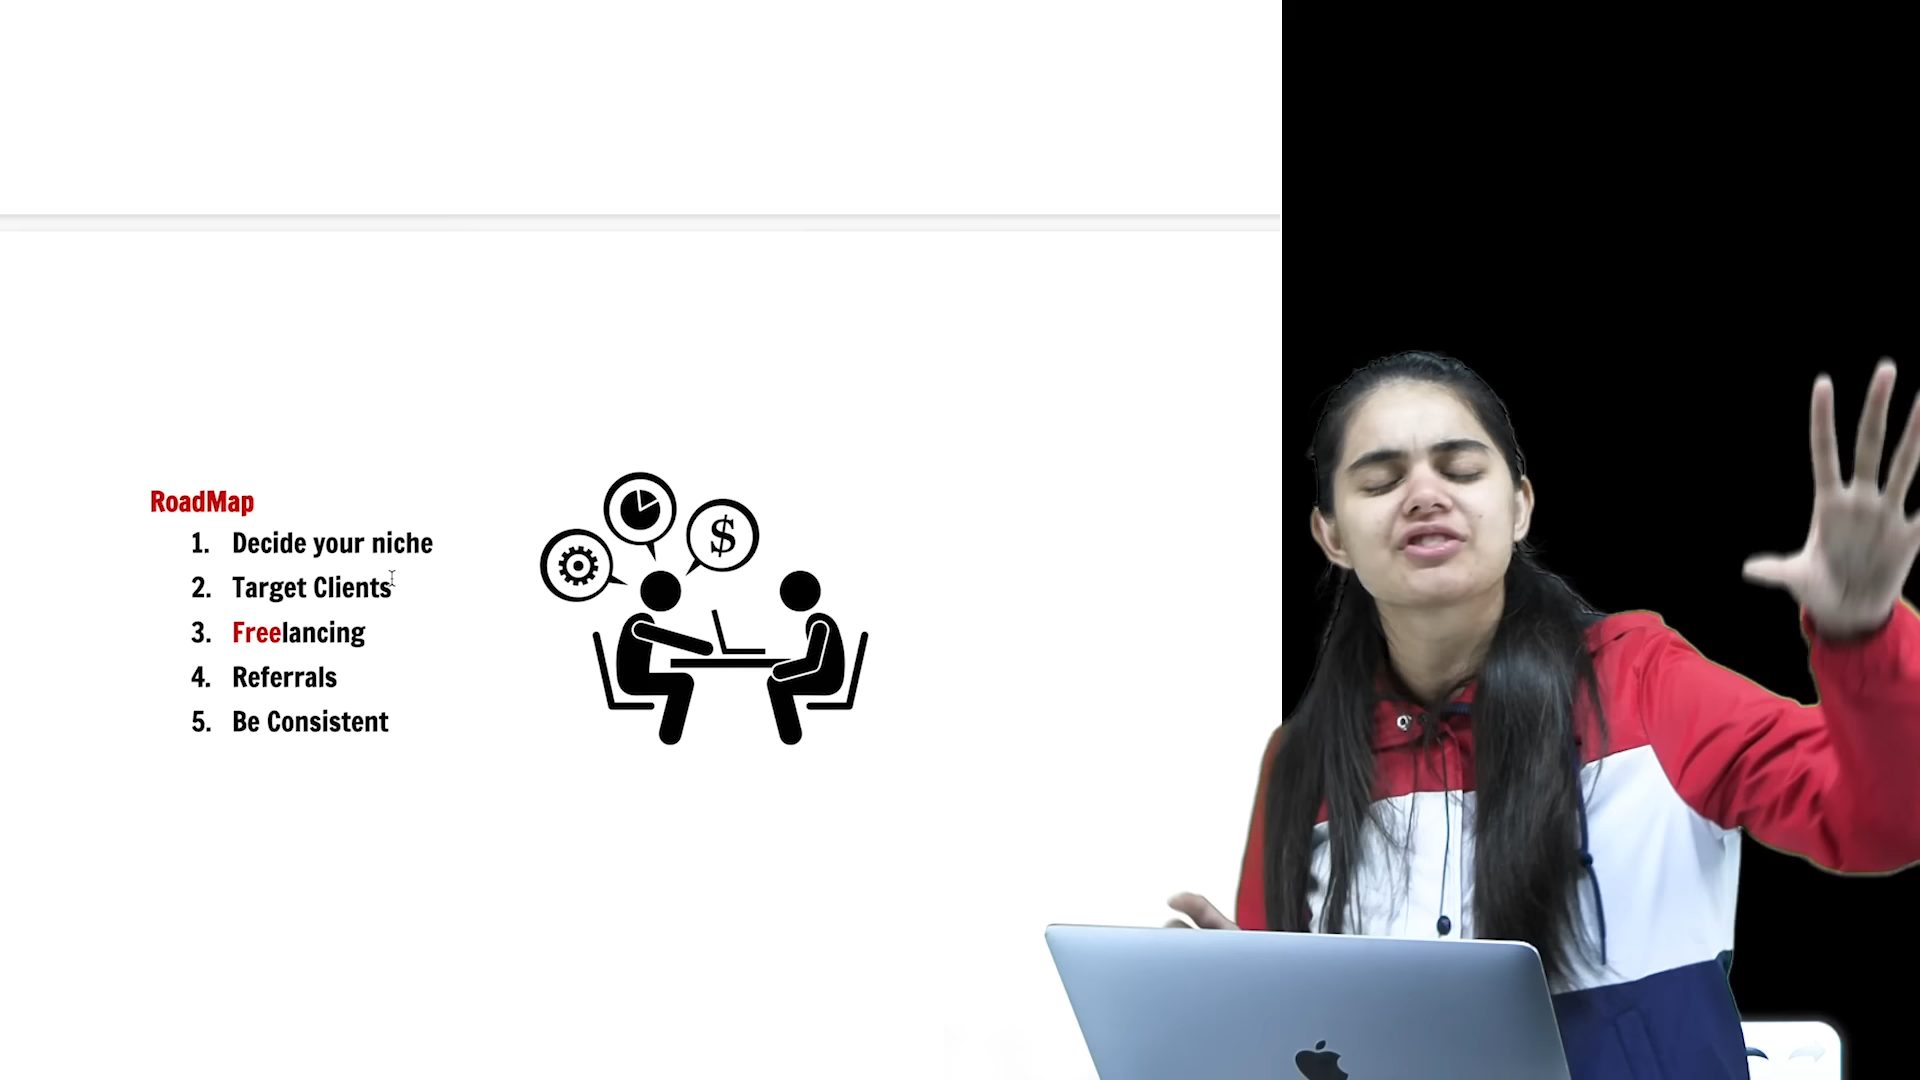 RoadMap
1. Decide your niche
2. Target Clients
3. Freelancing
4. Referrals
5. Be Consistent
$